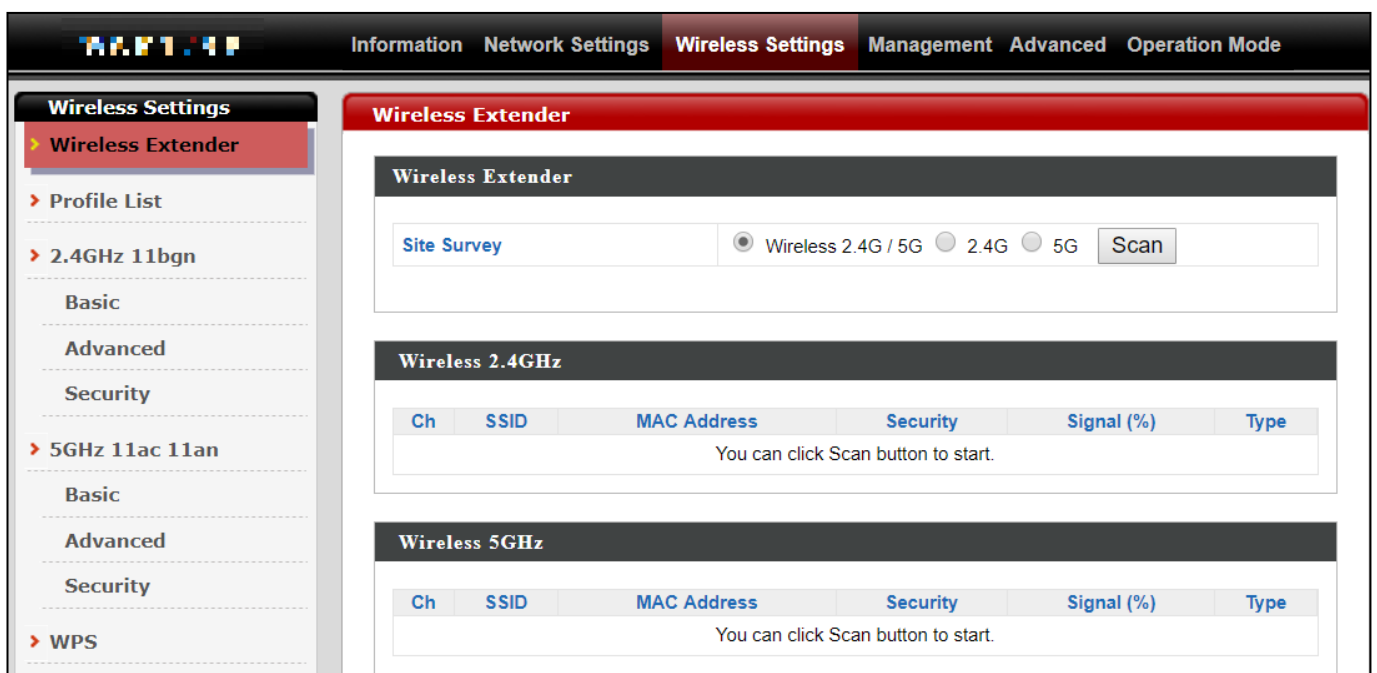 Information Network Settings Wireless Settings Management Advanced Operation Mode
Wireless Settings
Wireless Extender
Profile List
2.4GHz 11bgn
Basic
Advanced
Security
5GHz 11ac 11an
Basic
Advanced
Security
WPS
Wireless Extender
Wireless Extender
Site Survey Wireless 2.4G / 5G 2.4G 5G Scan
Wireless 2.4GHz
Ch SSID MAC Address Security Signal (%) Type
You can click Scan button to start.
Wireless 5GHz
Ch SSID MAC Address Security Signal (%) Type
You can click Scan button to start.